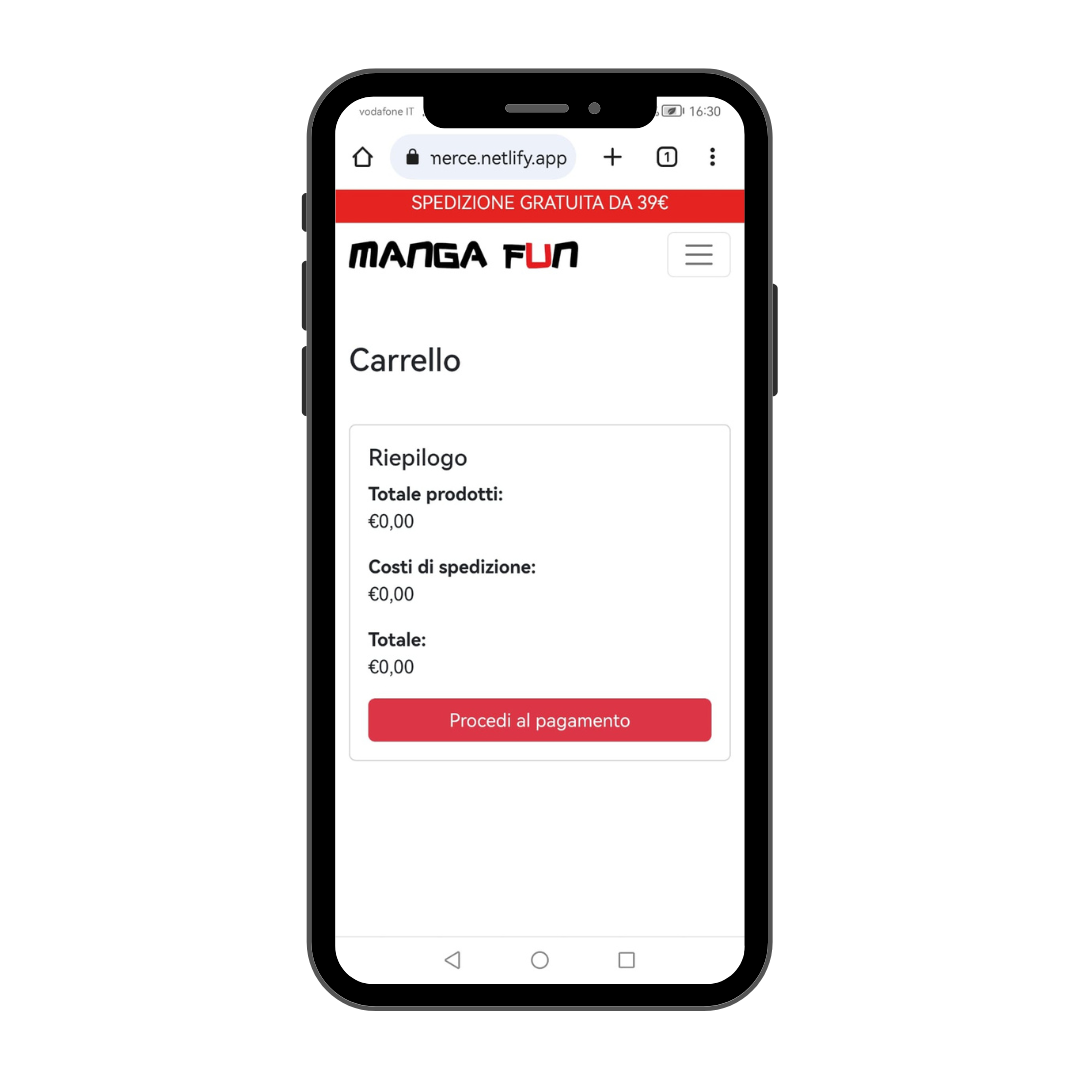 vodafone IT
16:30
merce.netlify.app
1
SPEDIZIONE GRATUITA DA 39€
MANGA FUN
Carrello
Riepilogo
Totale prodotti:
€0,00
Costi di spedizione:
€0,00
Totale:
€0,00
Procedi al pagamento